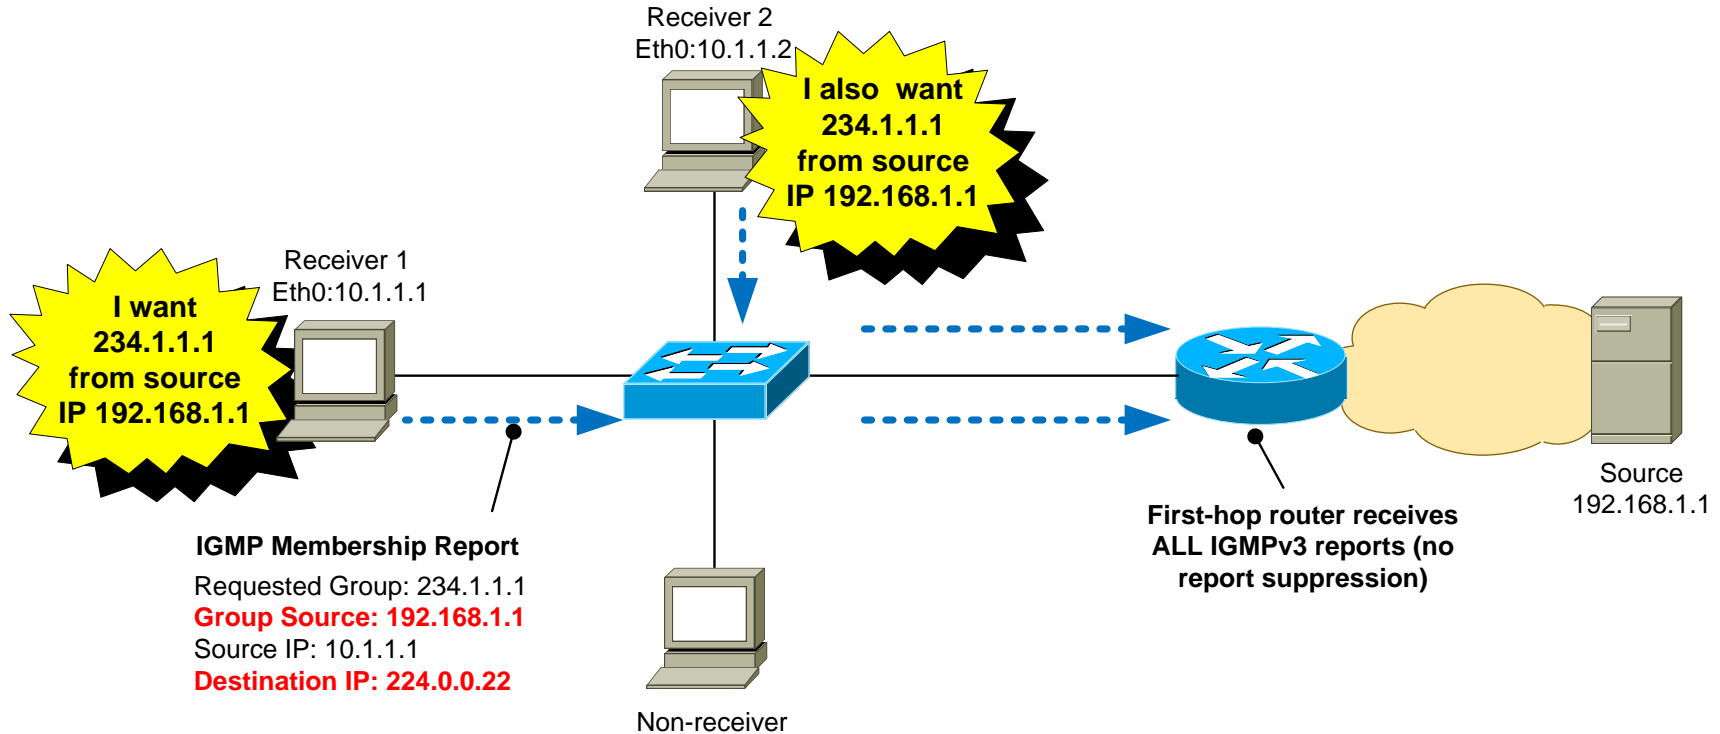 Receiver 2
Eth0:10.1.1.2
I also want
234.1.1.1
from source
IP 192.168.1.1
Receiver 1
Eth0:10.1.1.1
I want
234.1.1.1
from source
IP 192.168.1.1
Source
192.168.1.1
First-hop router receives
ALL IGMPv3 reports (no
report suppression)
IGMP Membership Report
Requested Group: 234.1.1.1
Group Source: 192.168.1.1
Source IP: 10.1.1.1
Destination IP: 224.0.0.22
Non-receiver